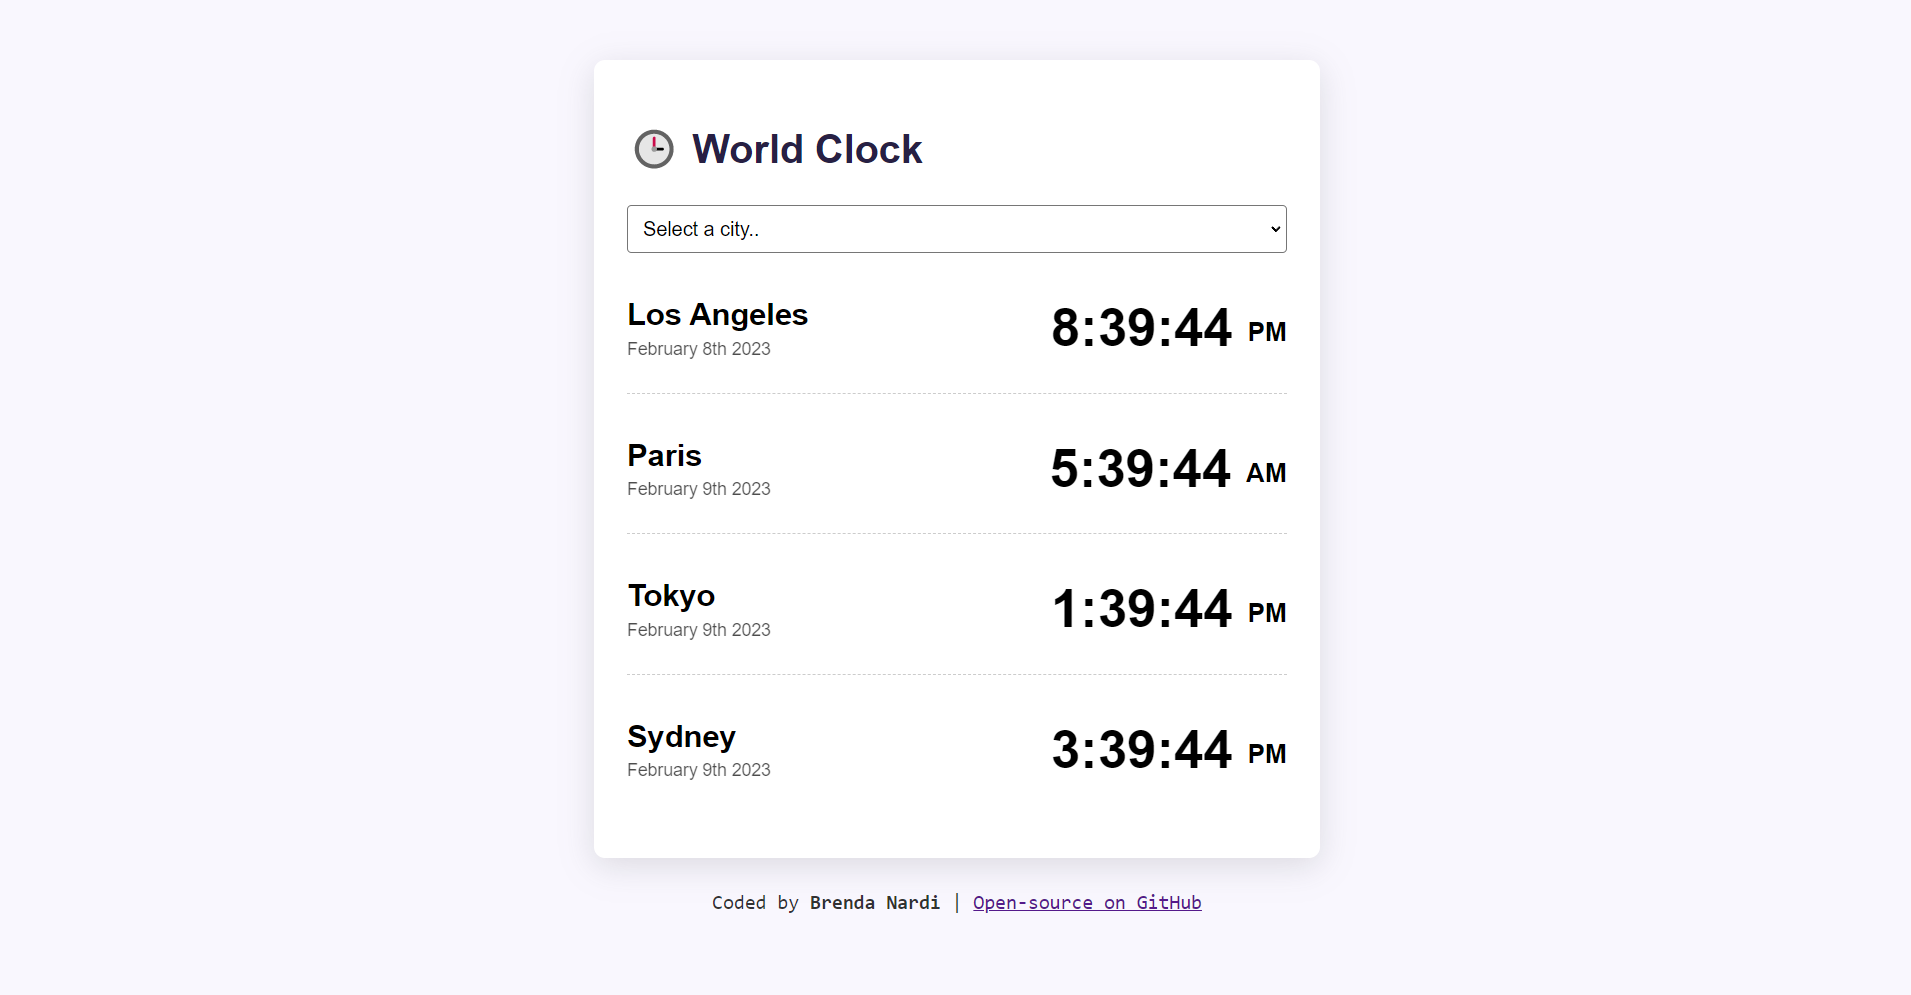 World Clock
Select a city..
Los Angeles
February 8th 2023
8:39:44 PM
Paris
February 9th 2023
5:39:44 AM
Tokyo
February 9th 2023
1:39:44 PM
Sydney
February 9th 2023
3:39:44 PM
Coded by Brenda Nardi | Open-source on GitHub